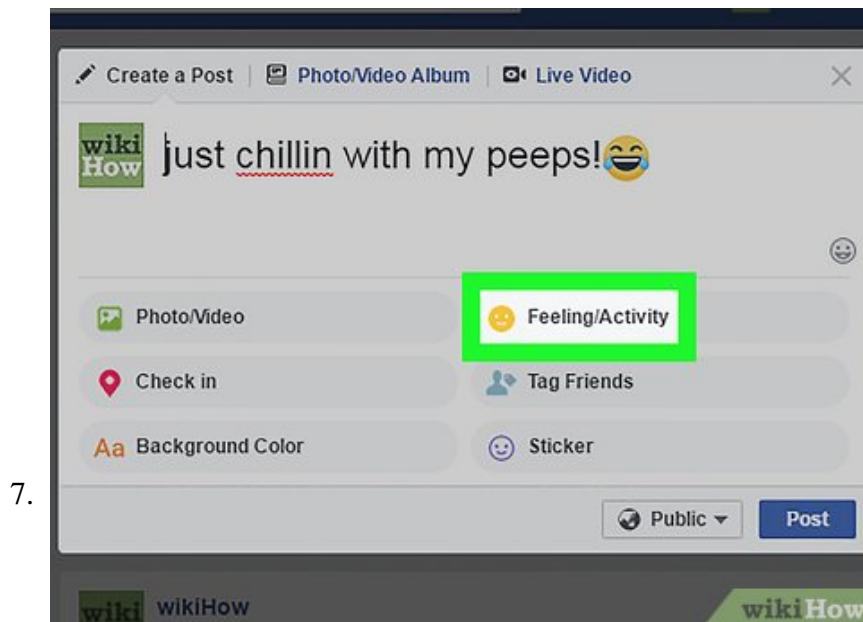 Create a Post Photo/Video Album Live Video
wiki
How
just chillin with my peeps!😂
Photo/Video Feeling/Activity
Check in Tag Friends
Aa Background Color Sticker
7.
Public Post
wiki wikiHow
wikiHow